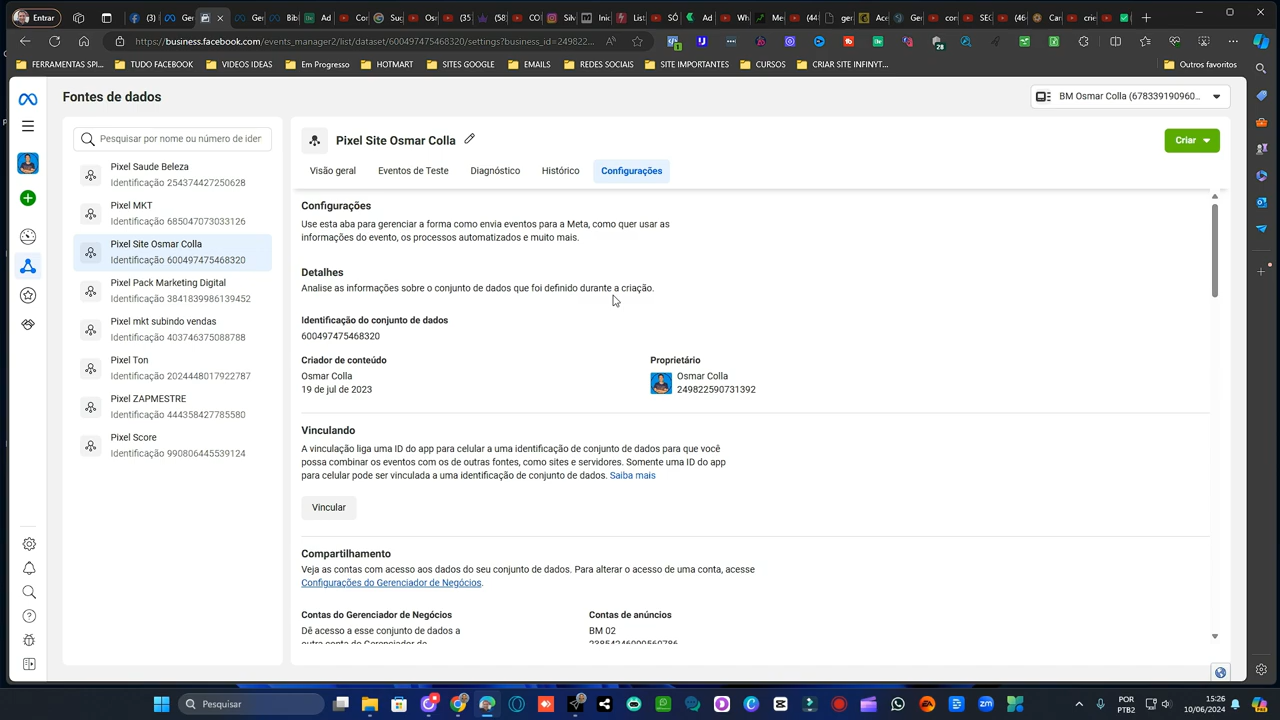 Entrar
https://business.facebook.com/events_manager2/list/dataset/600497475468320/settings?business_id=249822...
FERRAMENTAS SPI...
TUDO FACEBOOK
VIDEOS IDEAS
Em Progresso
HOTMART
SITES GOOGLE
EMAILS
REDES SOCIAIS
SITE IMPORTANTES
CURSOS
CRIAR SITE INFINYT...
Outros favoritos
Fontes de dados
BM Osmar Colla (678339190960...
Pesquisar por nome ou número de iden
Pixel Saude Beleza
Identificação 254374427250628
Pixel MKT
Identificação 685047073033126
Pixel Site Osmar Colla
Identificação 600497475468320
Pixel Pack Marketing Digital
Identificação 3841839986139452
Pixel mkt subindo vendas
Identificação 403746375088788
Pixel Ton
Identificação 2024448017922787
Pixel ZAPMESTRE
Identificação 444358427785580
Pixel Score
Identificação 990806445539124
Pixel Site Osmar Colla
Criar
Visão geral
Eventos de Teste
Diagnóstico
Histórico
Configurações
Configurações
Use esta aba para gerenciar a forma como envia eventos para a Meta, como quer usar as
informações do evento, os processos automatizados e muito mais.
Detalhes
Analise as informações sobre o conjunto de dados que foi definido durante a criação.
Identificação do conjunto de dados
600497475468320
Criador de conteúdo
Osmar Colla
19 de jul de 2023
Proprietário
Osmar Colla
249822590731392
Vinculando
A vinculação liga uma ID do app para celular a uma identificação de conjunto de dados para que você
possa combinar os eventos com os de outras fontes, como sites e servidores. Somente uma ID do app
para celular pode ser vinculada a uma identificação de conjunto de dados. Saiba mais
Vincular
Compartilhamento
Veja as contas com acesso aos dados do seu conjunto de dados. Para alterar o acesso de uma conta, acesse
Configurações do Gerenciador de Negócios.
Contas do Gerenciador de Negócios
Dê acesso a esse conjunto de dados a
Contas de anúncios
BM 02
Pesquisar
POR
PTB2
15:26
10/06/2024